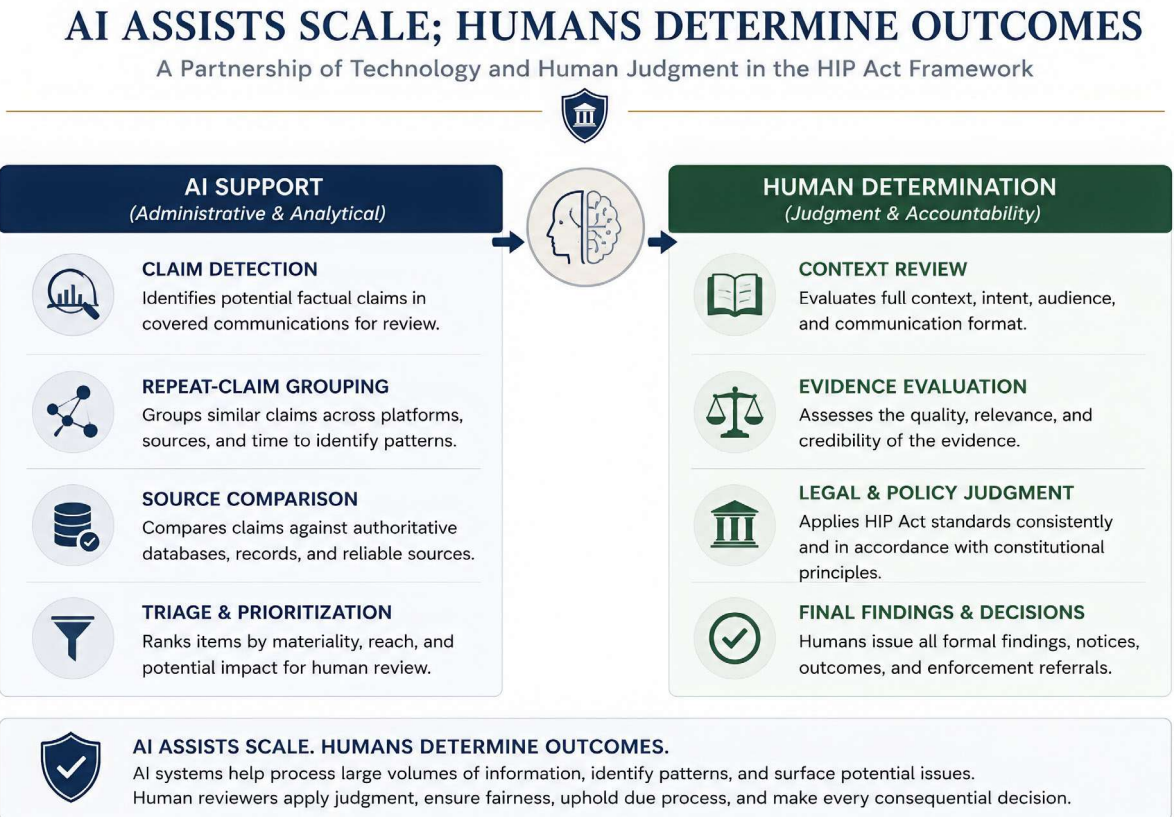 AI ASSISTS SCALE; HUMANS DETERMINE OUTCOMES
A Partnership of Technology and Human Judgment in the HIP Act Framework
AI SUPPORT
(Administrative & Analytical)
CLAIM DETECTION
Identifies potential factual claims in
covered communications for review.
REPEAT-CLAIM GROUPING
Groups similar claims across platforms,
sources, and time to identify patterns.
SOURCE COMPARISON
Compares claims against authoritative
databases, records, and reliable sources.
TRIAGE & PRIORITIZATION
Ranks items by materiality, reach, and
potential impact for human review.
HUMAN DETERMINATION
(Judgment & Accountability)
CONTEXT REVIEW
Evaluates full context, intent, audience,
and communication format.
EVIDENCE EVALUATION
Assesses the quality, relevance, and
credibility of the evidence.
LEGAL & POLICY JUDGMENT
Applies HIP Act standards consistently
and in accordance with constitutional
principles.
FINAL FINDINGS & DECISIONS
Humans issue all formal findings, notices,
outcomes, and enforcement referrals.
AI ASSISTS SCALE. HUMANS DETERMINE OUTCOMES.
AI systems help process large volumes of information, identify patterns, and surface potential issues.
Human reviewers apply judgment, ensure fairness, uphold due process, and make every consequential decision.